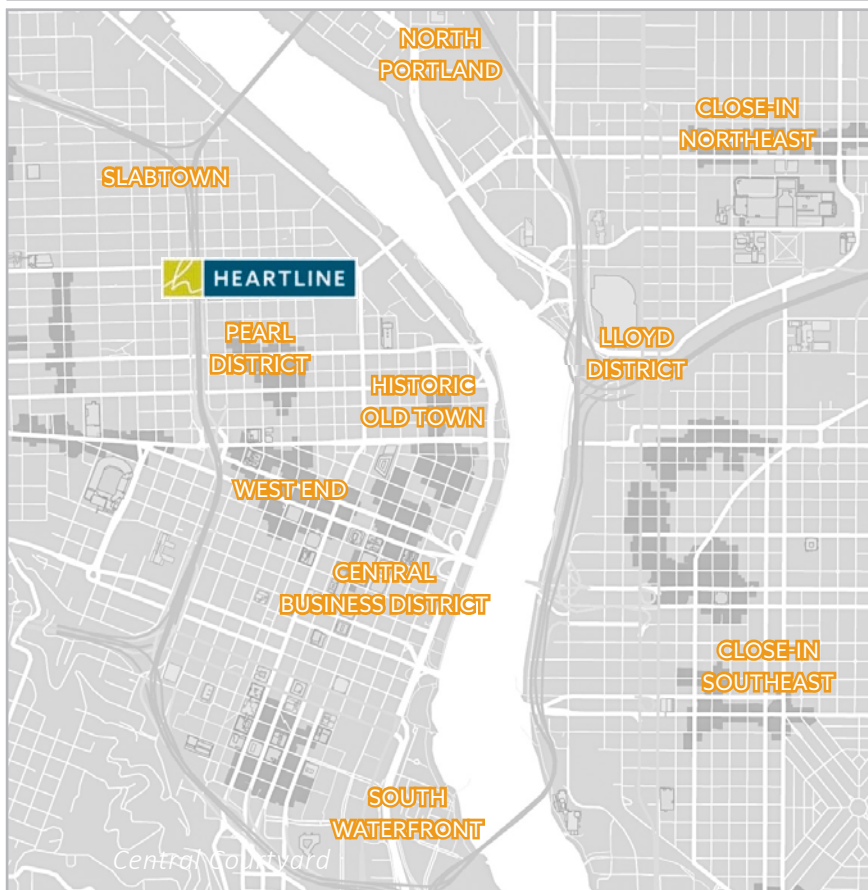 NORTH
PORTLAND
CLOSE-IN
NORTHEAST
SLABTOWN
h HEARTLINE
PEARL
DISTRICT
LLOYD
DISTRICT
HISTORIC
OLD TOWN
WEST END
CENTRAL
BUSINESS DISTRICT
CLOSE-IN
SOUTHEAST
SOUTH
WATERFRONT
Central Courtyard